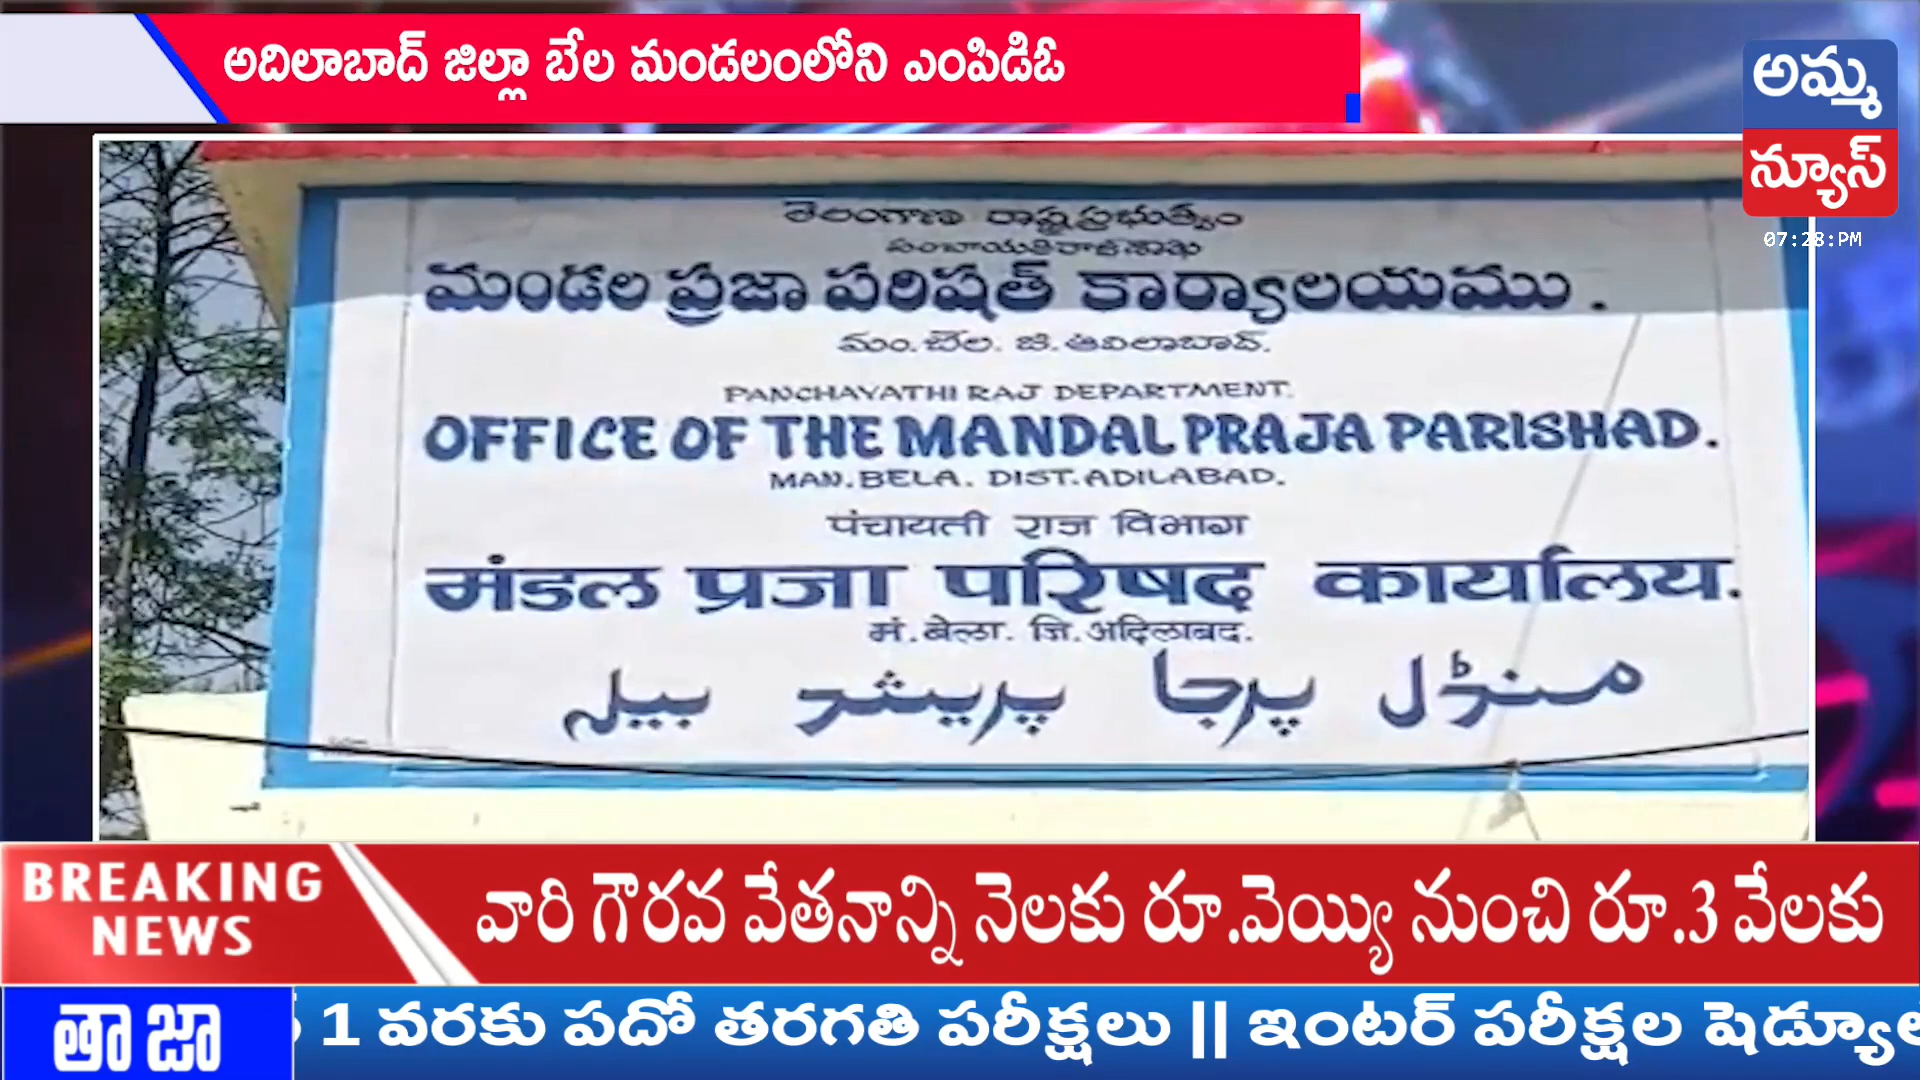 అదిలాబాద్ జిల్లా బేల మండలంలోని ఎంపిడిఓ
అమ్మ
న్యూస్
07:28:PM
తెలంగాణ రాష్ట్ర ప్రభుత్వం
పంచాయతీరాజ్ శాఖ
మండల ప్రజా పరిషత్ కార్యాలయము.
మం.బేల. జి.ఆదిలాబాద్.
PANCHAYATHI RAJ DEPARTMENT.
OFFICE OF THE MANDAL PRAJA PARISHAD.
MAN.BELA. DIST.ADILABAD.
पंचायती राज विभाग
मंडल प्रजा परिषद कार्यालय.
मं.बेला. जि.अदिलाबद.
منڈل پرجا پریشد بیلہ
BREAKING
NEWS
వారి గౌరవ వేతనాన్ని నెలకు రూ.వెయ్యి నుంచి రూ.3 వేలకు
తాజా
1 వరకు పదో తరగతి పరీక్షలు || ఇంటర్ పరీక్షల